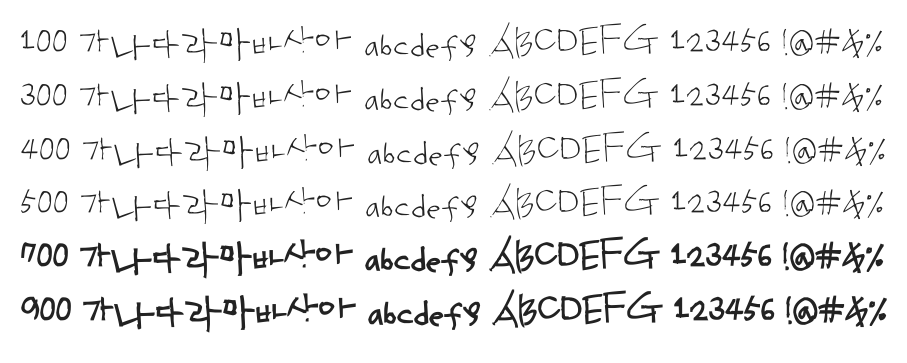 100 가나다라마바사아 abcdefg ABCDEFG 123456 !@#$%
300 가나다라마바사아 abcdefg ABCDEFG 123456 !@#$%
400 가나다라마바사아 abcdefg ABCDEFG 123456 !@#$%
500 가나다라마바사아 abcdefg ABCDEFG 123456 !@#$%
700 가나다라마바사아 abcdefg ABCDEFG 123456 !@#$%
900 가나다라마바사아 abcdefg ABCDEFG 123456 !@#$%